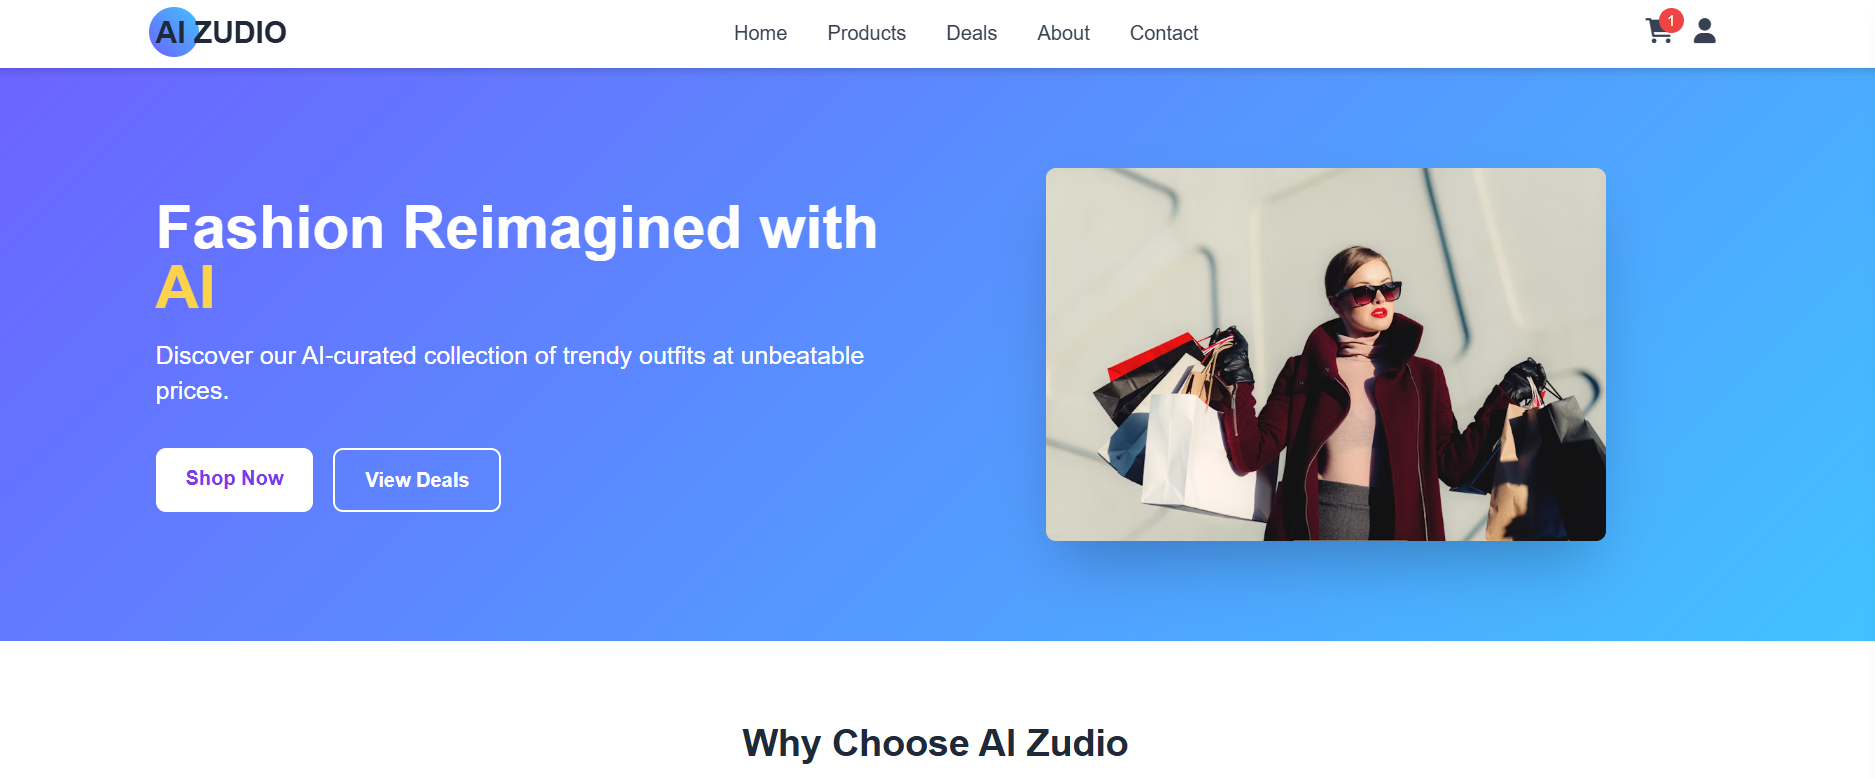 AI ZUDIO
Home Products Deals About Contact
1
Fashion Reimagined with
AI
Discover our AI-curated collection of trendy outfits at unbeatable
prices.
Shop Now View Deals
Why Choose AI Zudio